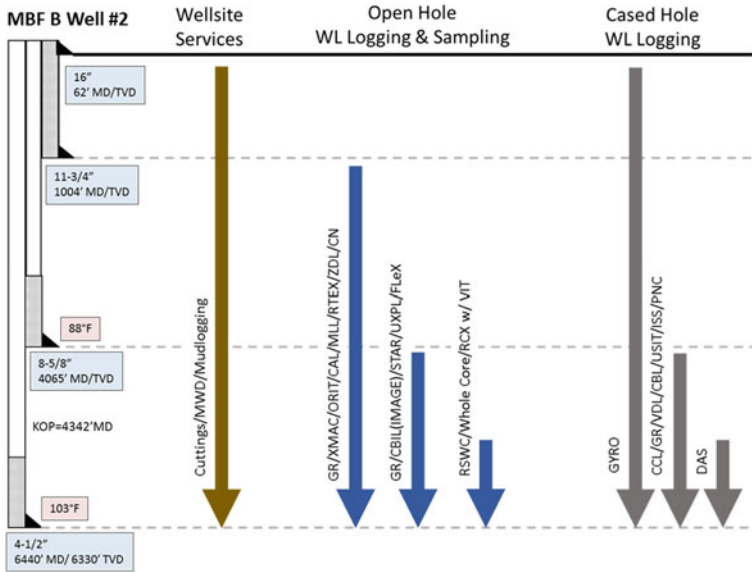 MBF B Well #2
Wellsite
Services
Open Hole
WL Logging & Sampling
Cased Hole
WL Logging
16"
62' MD/TVD
11-3/4"
1004' MD/TVD
88°F
8-5/8"
4065' MD/TVD
KOP=4342'MD
103°F
4-1/2"
6440' MD/ 6330' TVD
Cuttings/MWD/Mudlogging
GR/XMAC/ORIT/CAL/MLL/RTEX/ZDL/CN
GR/CBIL(IMAGE)/STAR/UXPL/FLeX
RSWC/Whole Core/RCX w/ VIT
GYRO
CCL/GR/VDL/CBL/USIT/ISS/PNC
DAS